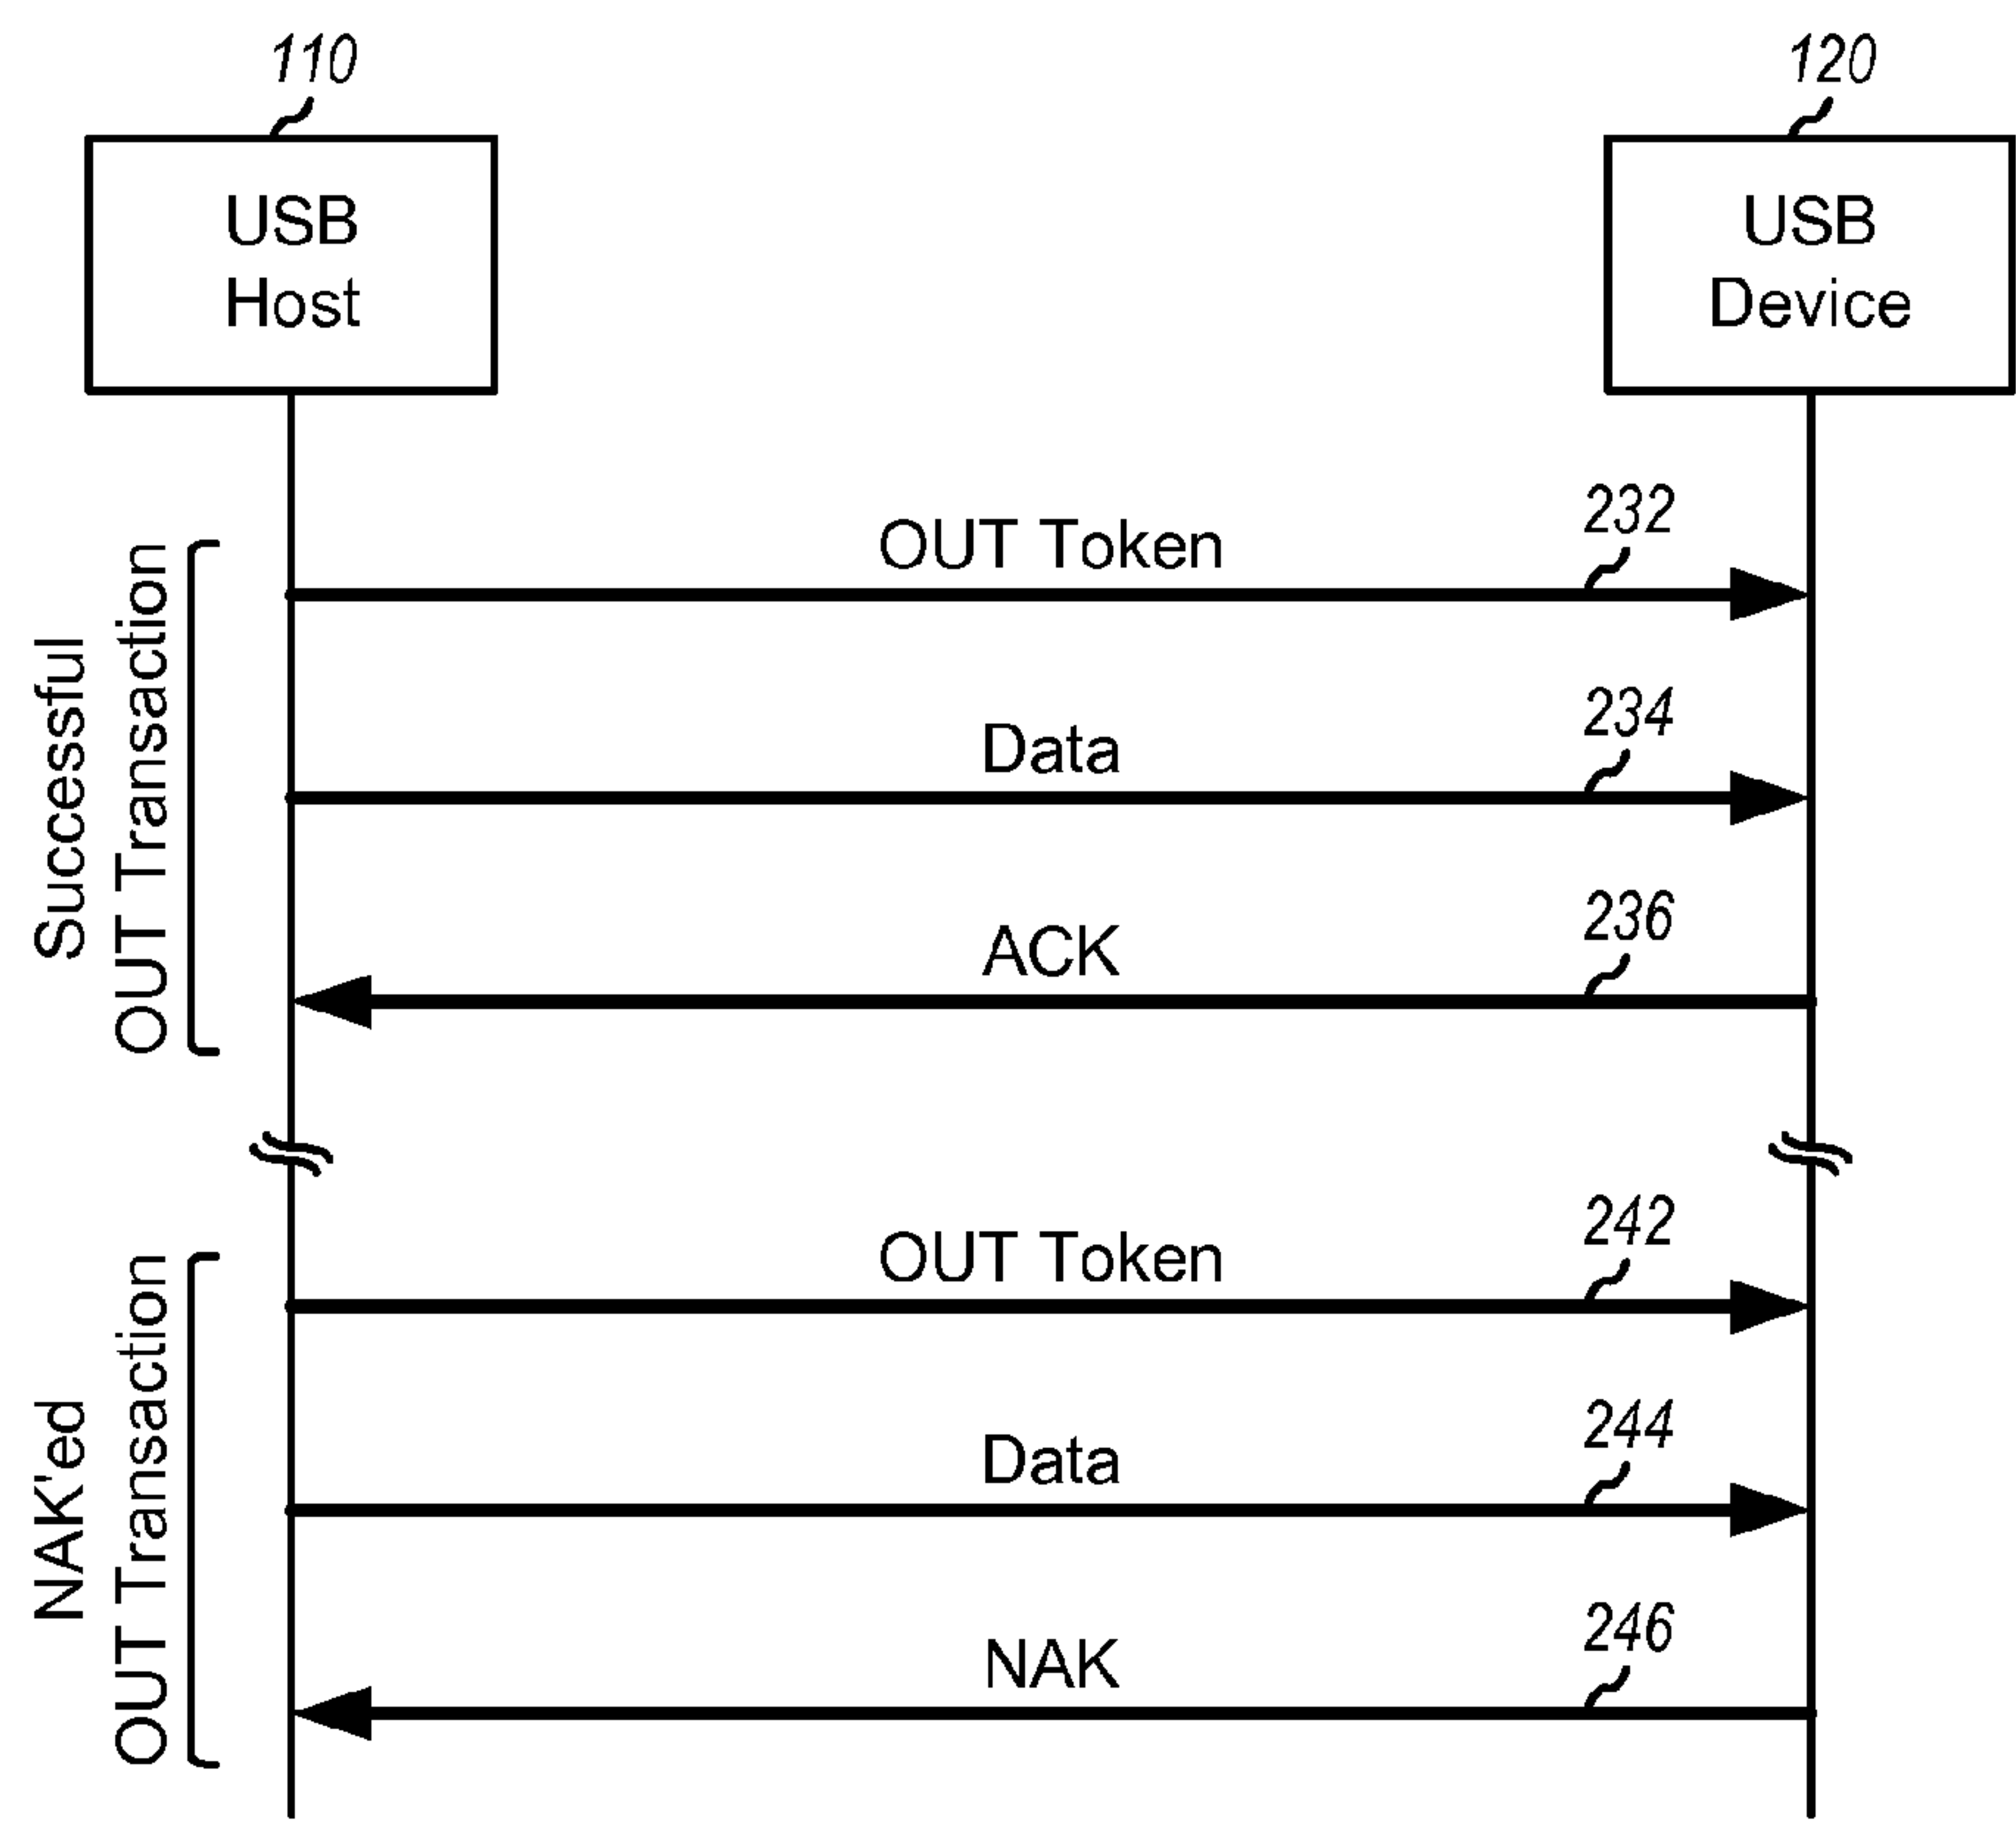 110
120
USB
Host
USB
Device
Successful
OUT Transaction
OUT Token
232
Data
234
ACK
236
NAK'ed
OUT Transaction
OUT Token
242
Data
244
NAK
246